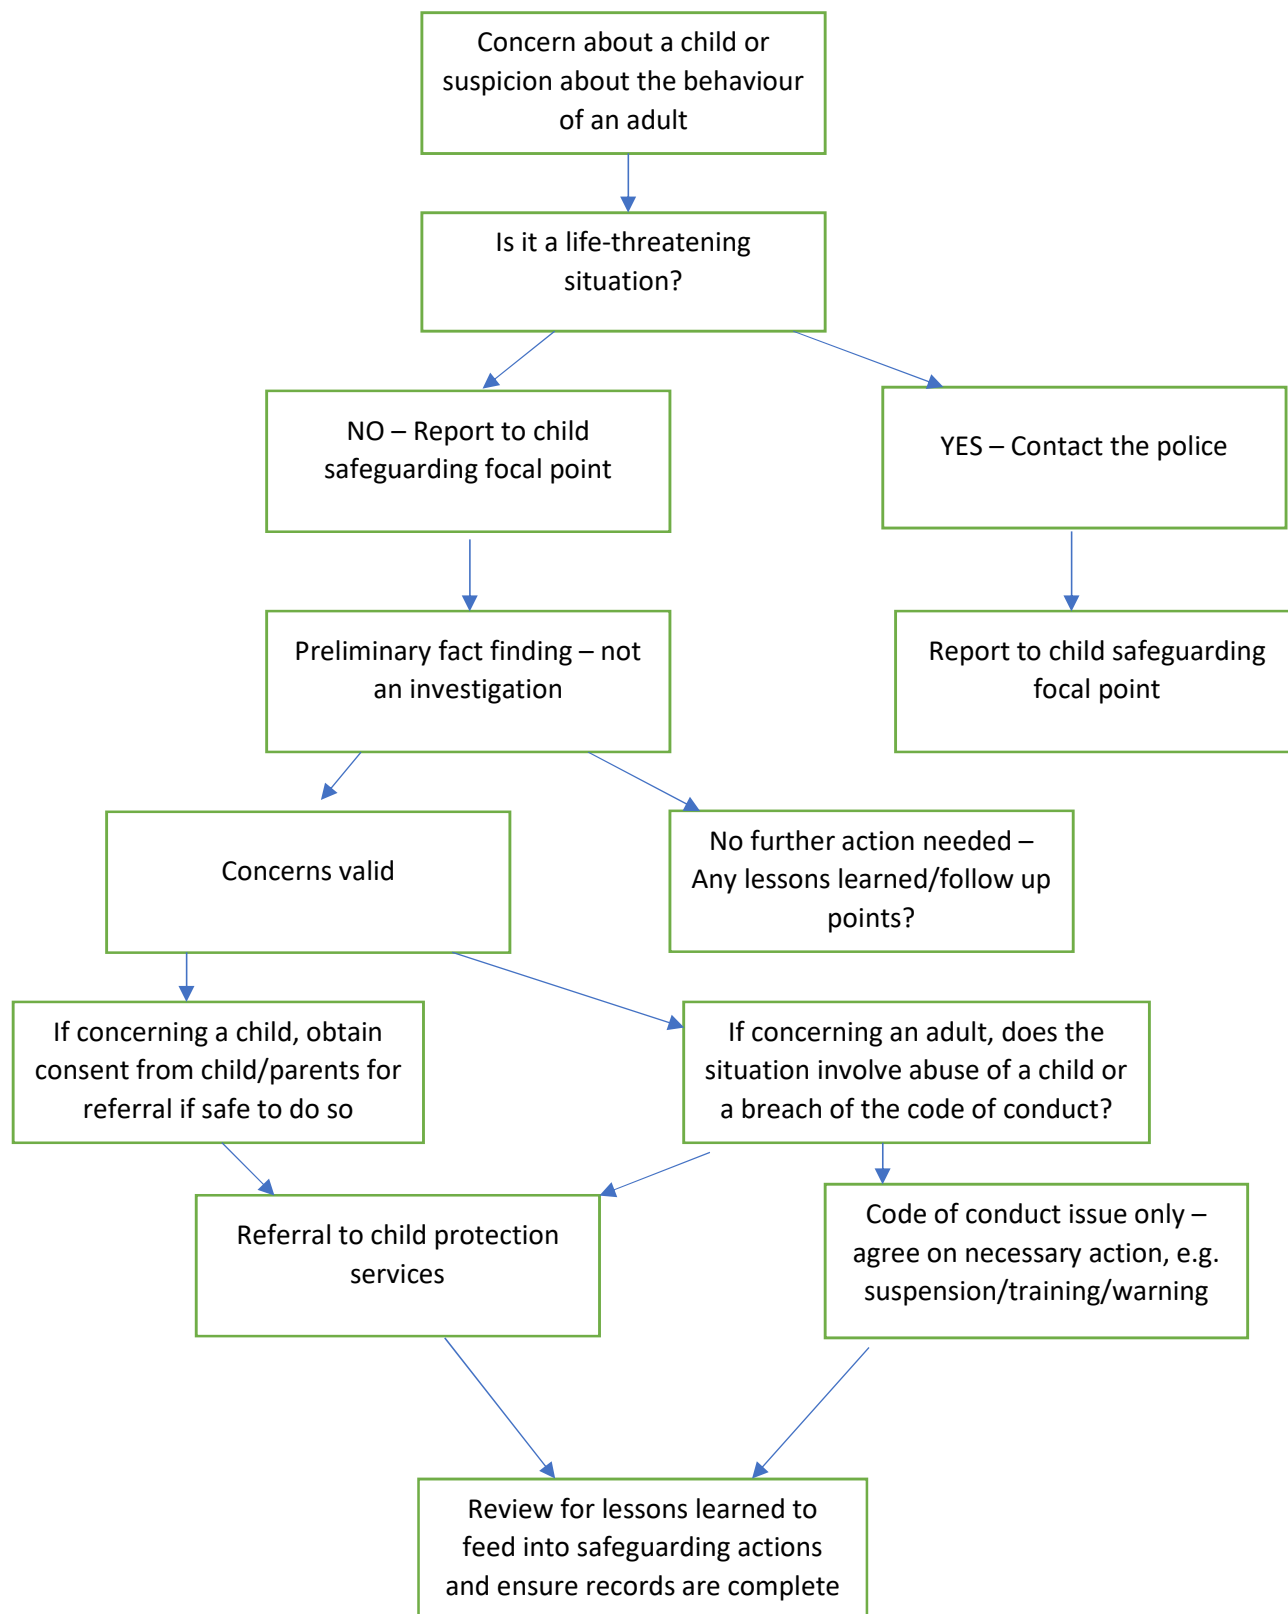 Concern about a child or
suspicion about the behaviour
of an adult
Is it a life-threatening
situation?
NO – Report to child
safeguarding focal point
YES – Contact the police
Preliminary fact finding – not
an investigation
Report to child safeguarding
focal point
Concerns valid
No further action needed –
Any lessons learned/follow up
points?
If concerning a child, obtain
consent from child/parents for
referral if safe to do so
If concerning an adult, does the
situation involve abuse of a child or
a breach of the code of conduct?
Referral to child protection
services
Code of conduct issue only –
agree on necessary action, e.g.
suspension/training/warning
Review for lessons learned to
feed into safeguarding actions
and ensure records are complete